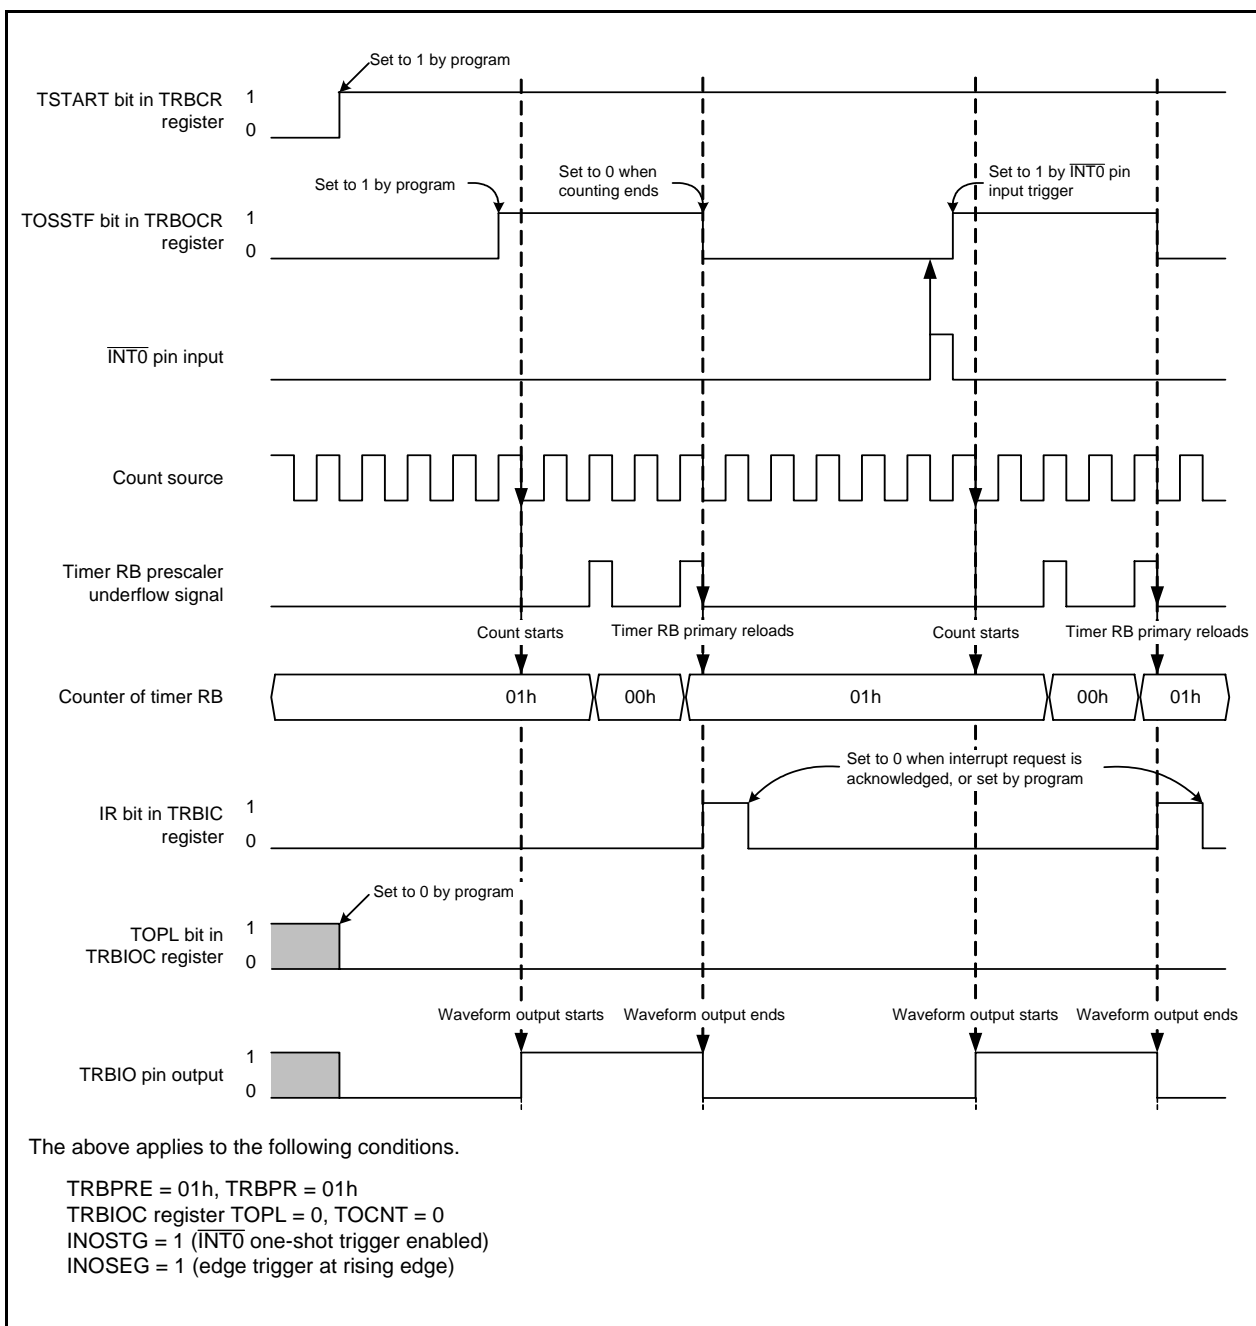 Set to 1 by program
TSTART bit in TRBCR
register
1
0
Set to 1 by program
Set to 0 when
counting ends
Set to 1 by INT0 pin
input trigger
TOSSTF bit in TRBOCR
register
1
0
INT0 pin input
Count source
Timer RB prescaler
underflow signal
Count starts
Timer RB primary reloads
Count starts
Timer RB primary reloads
Counter of timer RB
01h
00h
01h
00h
01h
Set to 0 when interrupt request is
acknowledged, or set by program
IR bit in TRBIC
register
1
0
Set to 0 by program
TOPL bit in
TRBIOC register
1
0
Waveform output starts
Waveform output ends
Waveform output starts
Waveform output ends
TRBIO pin output
1
0
The above applies to the following conditions.
TRBPRE = 01h, TRBPR = 01h
TRBIOC register TOPL = 0, TOCNT = 0
INOSTG = 1 (INT0 one-shot trigger enabled)
INOSEG = 1 (edge trigger at rising edge)